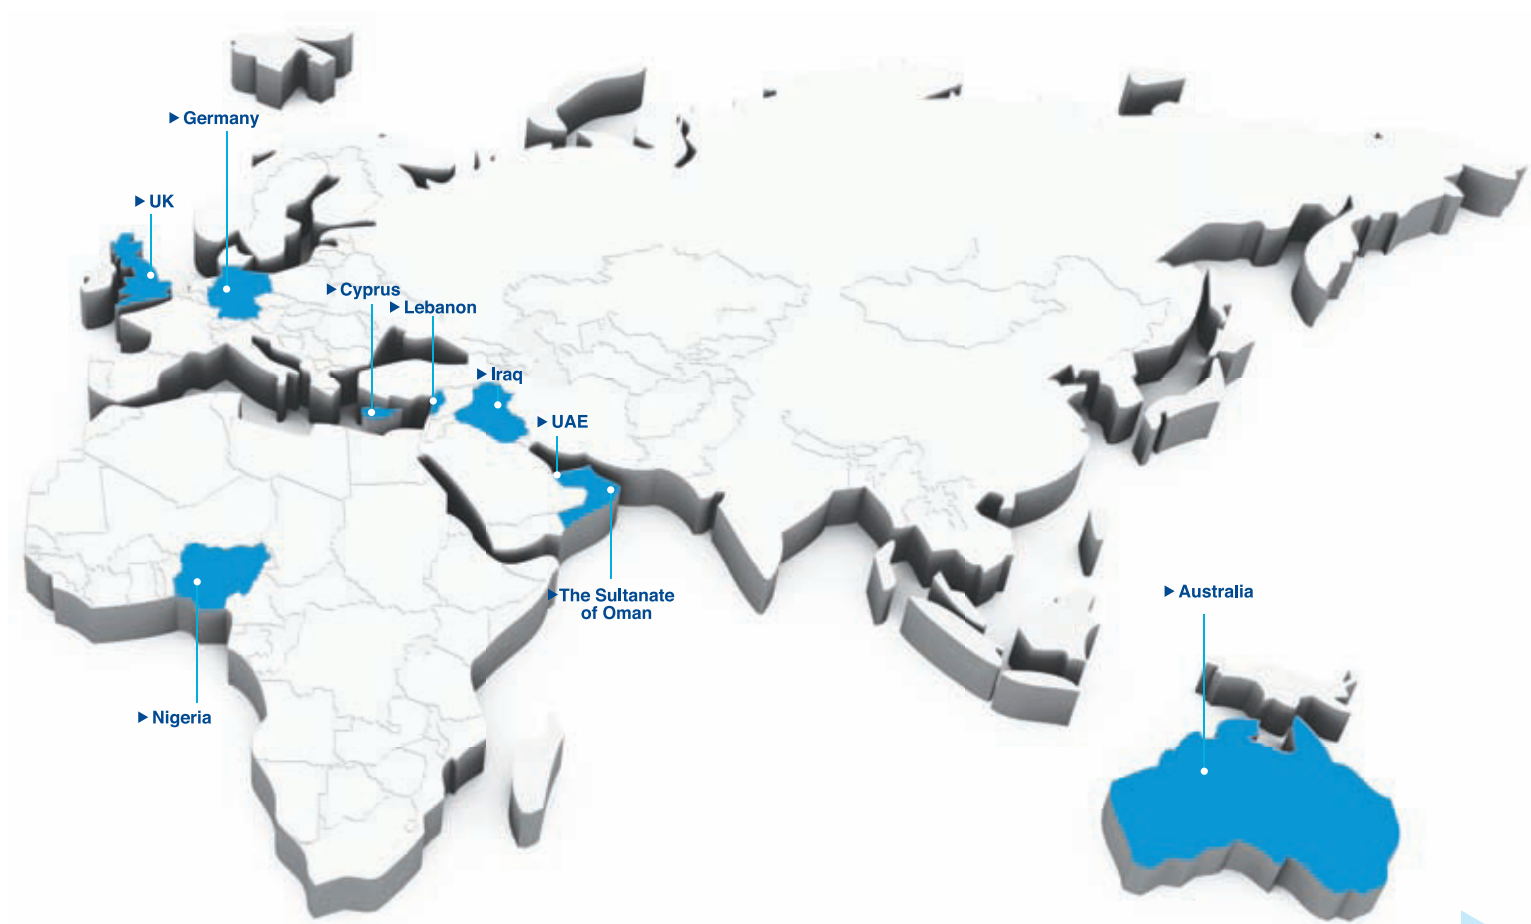 Germany
UK
Cyprus
Lebanon
Iraq
UAE
The Sultanate
of Oman
Australia
Nigeria